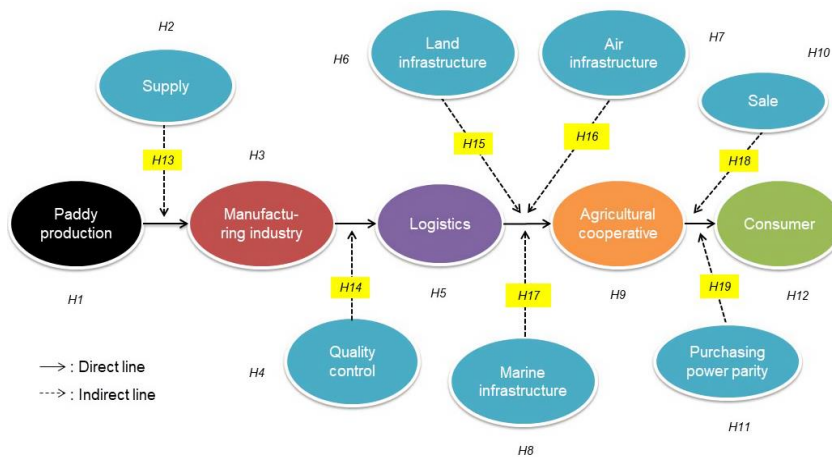 H2
H6
Land
infrastructure
Air
infrastructure
H7
H10
Supply
Sale
H13
H3
H15
H16
H18
Paddy
production
Manufactu-
ring industry
Logistics
Agricultural
cooperative
Consumer
H1
H14
H5
H17
H9
H19
H12
: Direct line
: Indirect line
H4
Quality
control
Marine
infrastructure
Purchasing
power parity
H8
H11